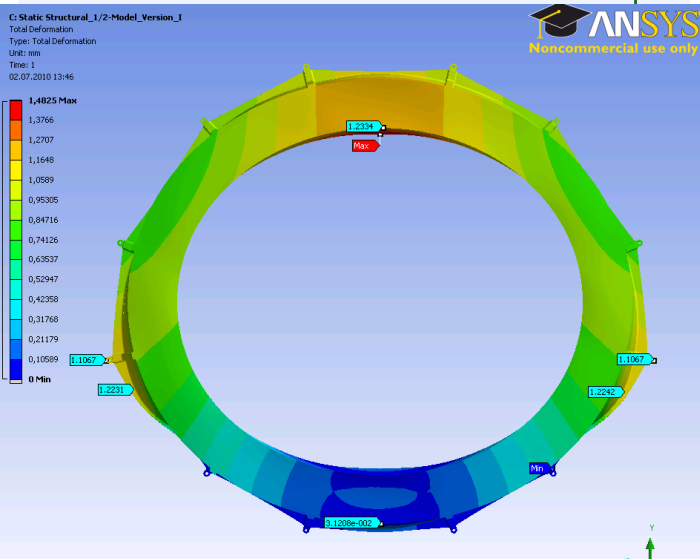 C: Static Structural_1/2-Model_Version_I
Total Deformation
Type: Total Deformation
Unit: mm
Time: 1
02.07.2010 13:46
ANSYS
Noncommercial use only
1,4825 Max
1,3766
1,2707
1,1648
1,0589
0,95305
0,84716
0,74126
0,63537
0,52947
0,42358
0,31768
0,21179
0,10589
0 Min
1.2334
Max
1.1067
1.1067
1.2231
1.2242
Min
3.1208e-002
Y